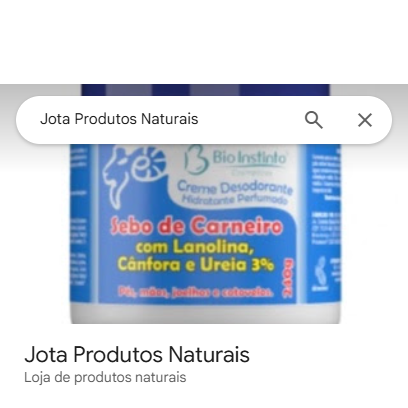 Jota Produtos Naturais
Bio Instinto
Cosméticos
Creme Desodorante
Hidratante Perfumado
Sebo de Carneiro
com Lanolina,
Cânfora e Ureia 3%
Pés, mãos, joelhos e cotovelos.
240g
Jota Produtos Naturais
Loja de produtos naturais